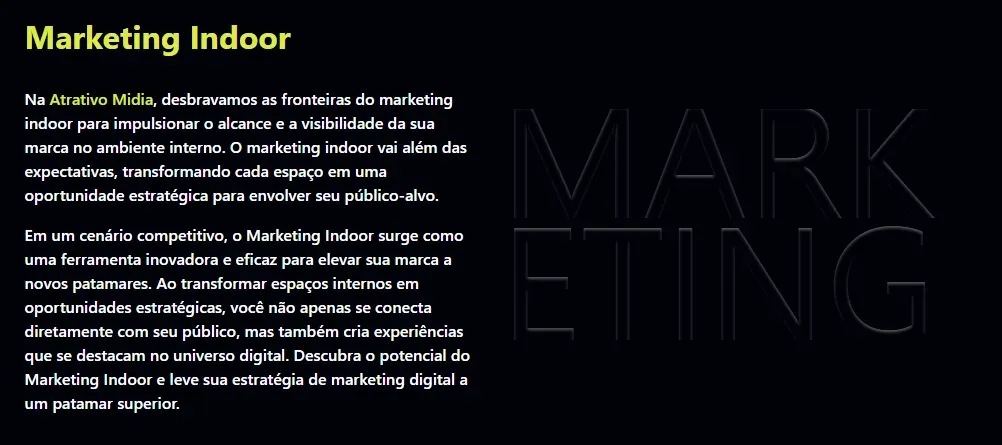 Marketing Indoor
Na Atrativo Midia, desbravamos as fronteiras do marketing
indoor para impulsionar o alcance e a visibilidade da sua
marca no ambiente interno. O marketing indoor vai além das
expectativas, transformando cada espaço em uma
oportunidade estratégica para envolver seu público-alvo.
Em um cenário competitivo, o Marketing Indoor surge como
uma ferramenta inovadora e eficaz para elevar sua marca a
novos patamares. Ao transformar espaços internos em
oportunidades estratégicas, você não apenas se conecta
diretamente com seu público, mas também cria experiências
que se destacam no universo digital. Descubra o potencial do
Marketing Indoor e leve sua estratégia de marketing digital a
um patamar superior.
MARK
ETING